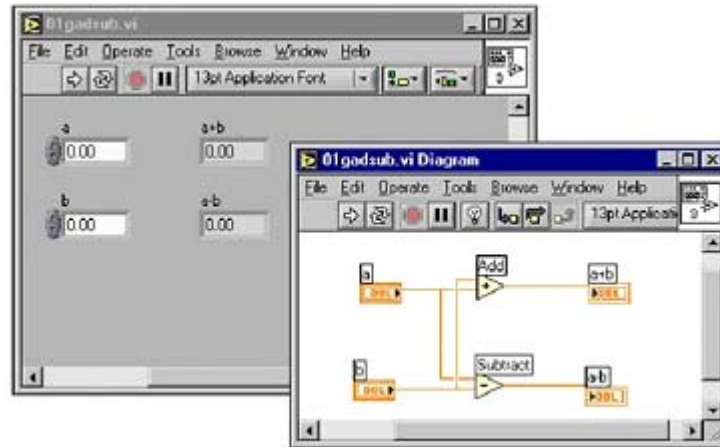 01gadsub.vi
File Edit Operate Tools Browse Window Help
13pt Application Font
a
0.00
a+b
0.00
b
0.00
a-b
0.00
01gadsub.vi Diagram
File Edit Operate Tools Browse Window Help
13pt Applicati
a
DBL
Add
a+b
DBL
b
DBL
Subtract
a-b
DBL